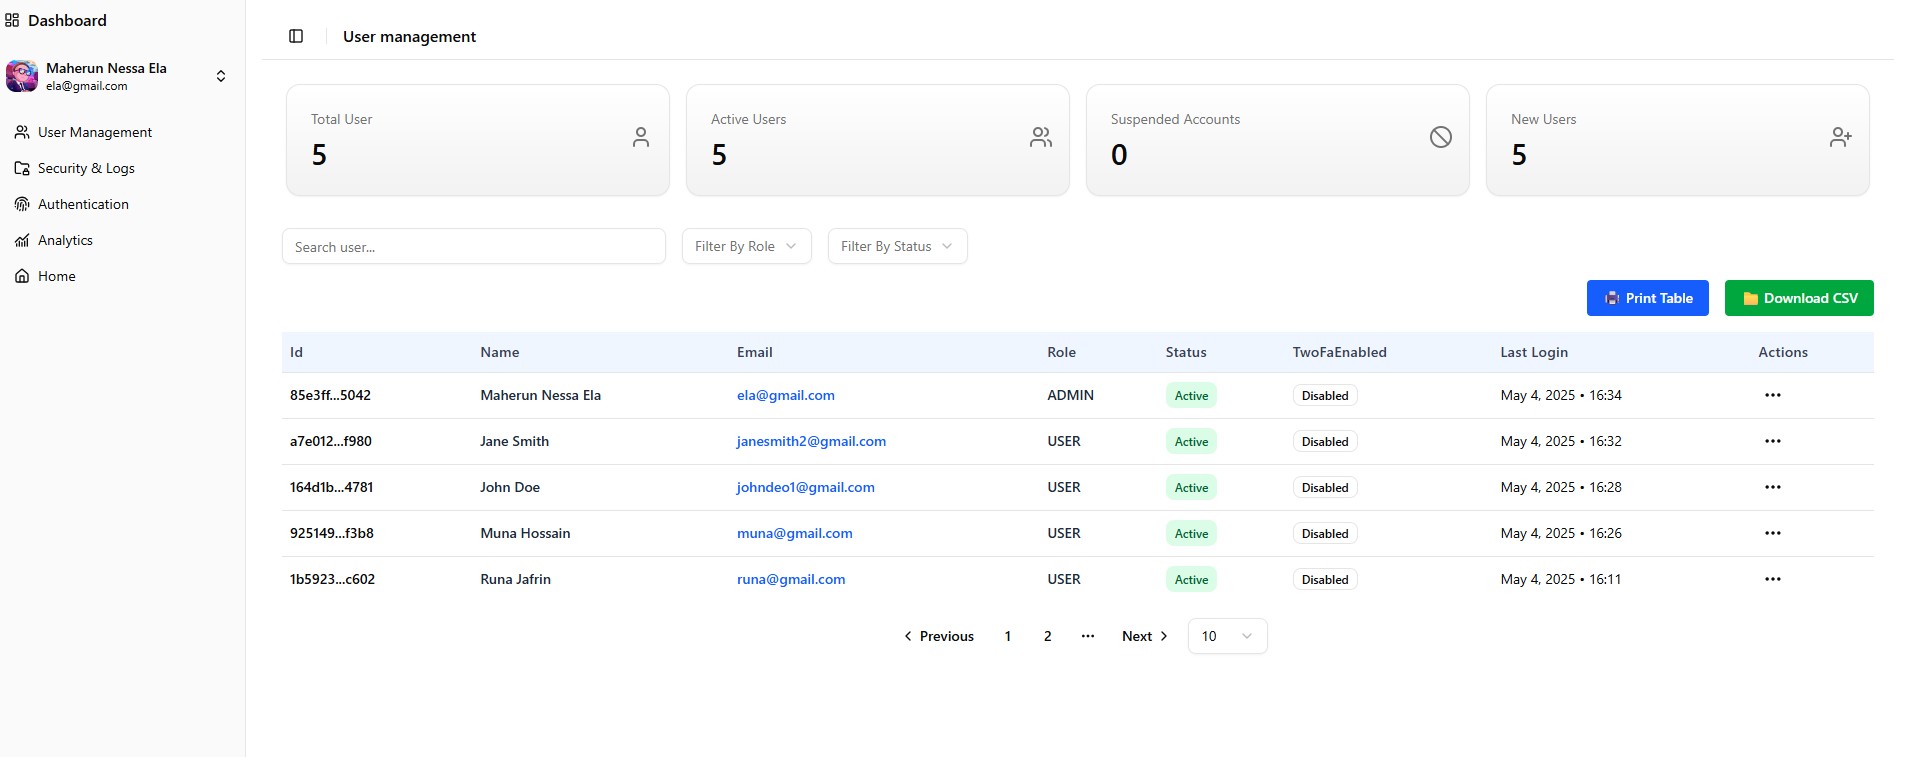 Dashboard
Maherun Nessa Ela
ela@gmail.com
User Management
Security & Logs
Authentication
Analytics
Home
User management
Total User
5
Active Users
5
Suspended Accounts
0
New Users
5
Search user...
Filter By Role
Filter By Status
Print Table
Download CSV
Id Name Email Role Status TwoFaEnabled Last Login Actions
85e3ff...5042 Maherun Nessa Ela ela@gmail.com ADMIN Active Disabled May 4, 2025 • 16:34 •••
a7e012...f980 Jane Smith janesmith2@gmail.com USER Active Disabled May 4, 2025 • 16:32 •••
164d1b...4781 John Doe johndeo1@gmail.com USER Active Disabled May 4, 2025 • 16:28 •••
925149...f3b8 Muna Hossain muna@gmail.com USER Active Disabled May 4, 2025 • 16:26 •••
1b5923...c602 Runa Jafrin runa@gmail.com USER Active Disabled May 4, 2025 • 16:11 •••
Previous 1 2 ••• Next 10